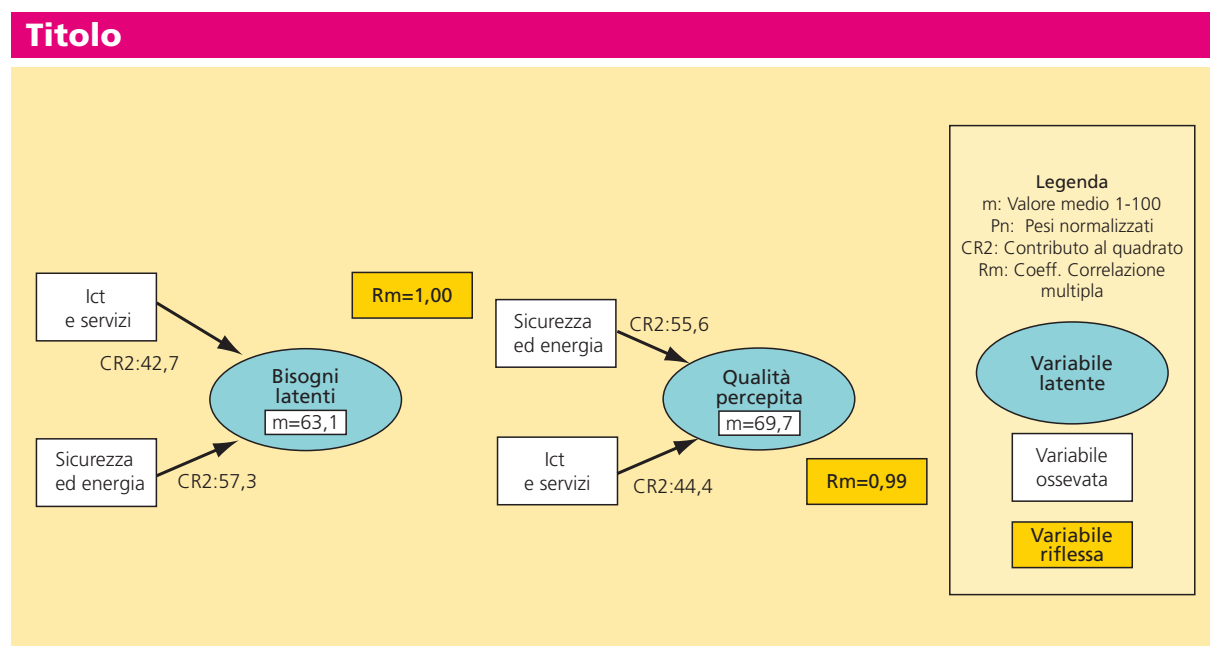 Titolo
Ict
e servizi
CR2:42,7
Rm=1,00
Bisogni
latenti
m=63,1
Sicurezza
ed energia
CR2:57,3
Sicurezza
ed energia
CR2:55,6
Qualità
percepita
m=69,7
Ict
e servizi
CR2:44,4
Rm=0,99
Legenda
m: Valore medio 1-100
Pn: Pesi normalizzati
CR2: Contributo al quadrato
Rm: Coeff. Correlazione
multipla
Variabile
latente
Variabile
ossevata
Variabile
riflessa